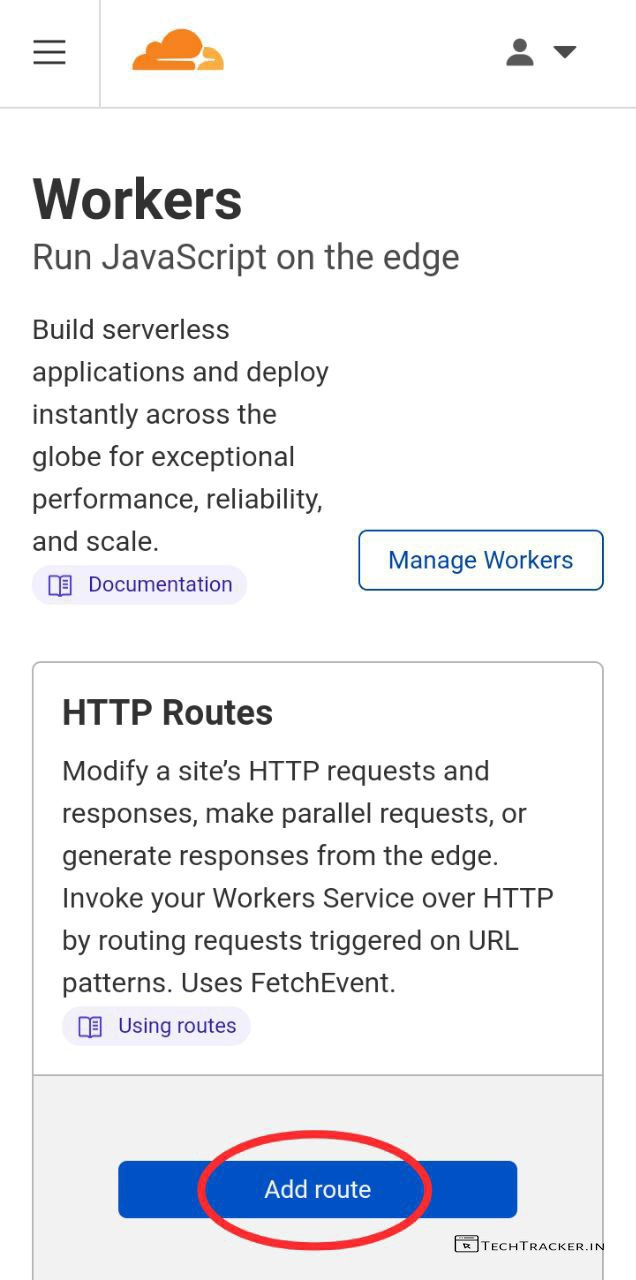 Workers
Run JavaScript on the edge
Build serverless
applications and deploy
instantly across the
globe for exceptional
performance, reliability,
and scale.
Manage Workers
Documentation
HTTP Routes
Modify a site’s HTTP requests and
responses, make parallel requests, or
generate responses from the edge.
Invoke your Workers Service over HTTP
by routing requests triggered on URL
patterns. Uses FetchEvent.
Using routes
Add route
TECHTRACKER.IN